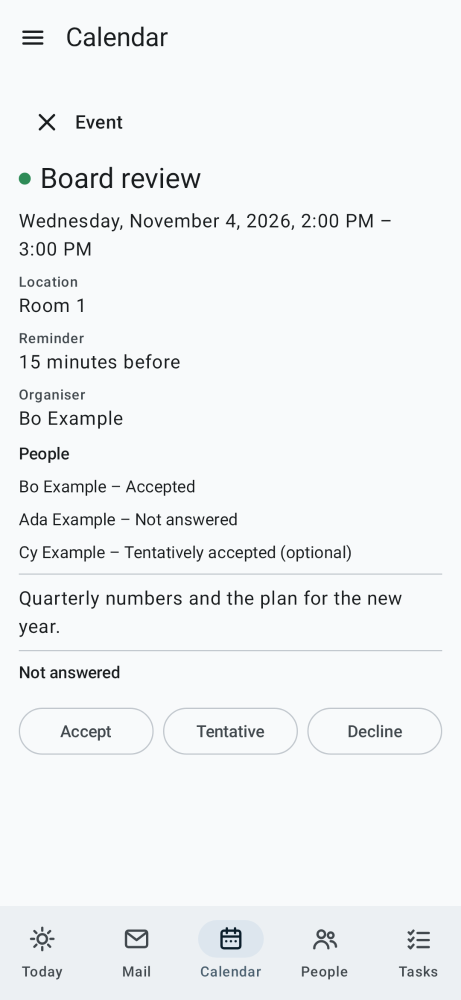 Calendar
Event
Board review
Wednesday, November 4, 2026, 2:00 PM –
3:00 PM
Location
Room 1
Reminder
15 minutes before
Organiser
Bo Example
People
Bo Example – Accepted
Ada Example – Not answered
Cy Example – Tentatively accepted (optional)
Quarterly numbers and the plan for the new
year.
Not answered
Accept Tentative Decline
Today Mail Calendar People Tasks